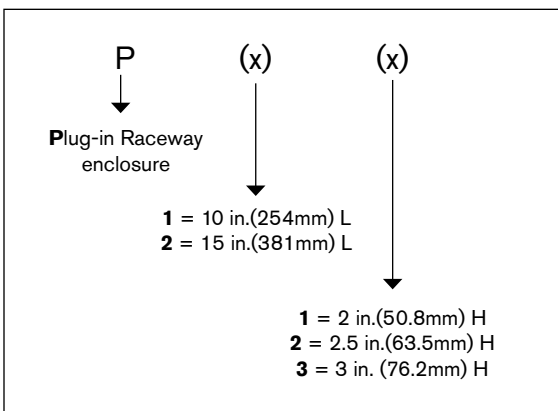 P (x) (x)
Plug-in Raceway
enclosure
1 = 10 in.(254mm) L
2 = 15 in.(381mm) L
1 = 2 in.(50.8mm) H
2 = 2.5 in.(63.5mm) H
3 = 3 in. (76.2mm) H